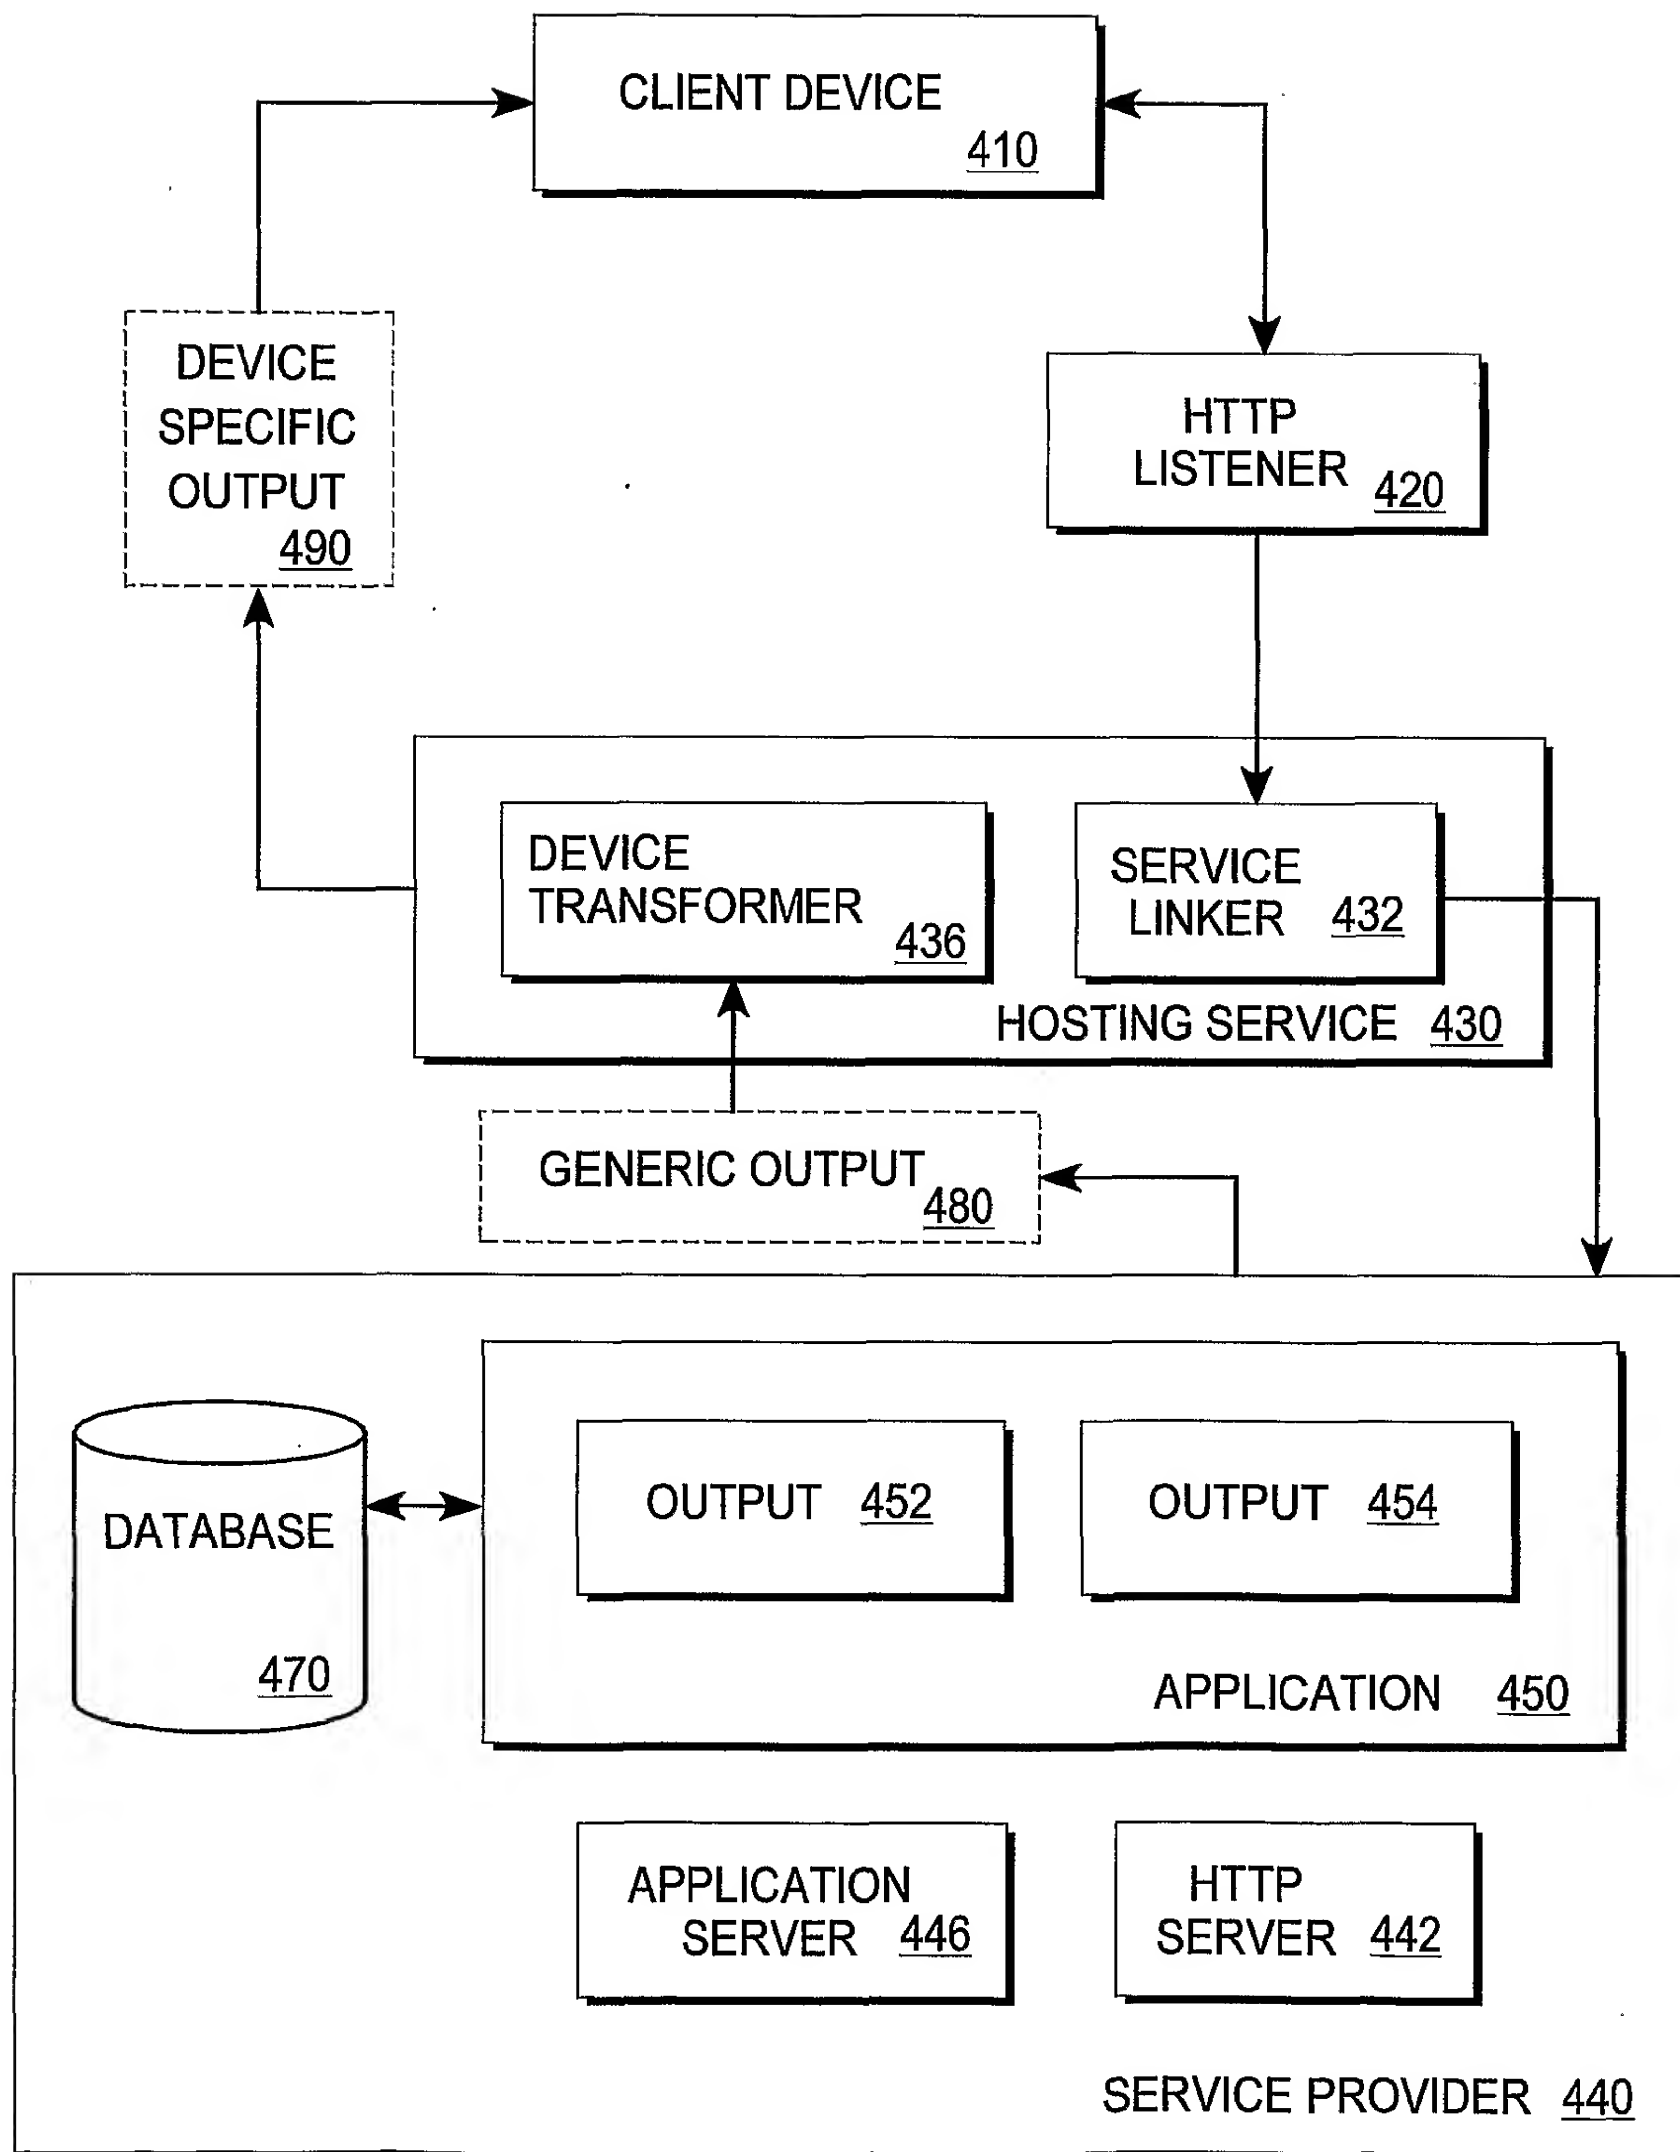 CLIENT DEVICE
410
DEVICE
SPECIFIC
OUTPUT
490
HTTP
LISTENER 420
DEVICE
TRANSFORMER
436
SERVICE
LINKER 432
HOSTING SERVICE 430
GENERIC OUTPUT
480
DATABASE
470
OUTPUT 452
OUTPUT 454
APPLICATION 450
APPLICATION
SERVER 446
HTTP
SERVER 442
SERVICE PROVIDER 440